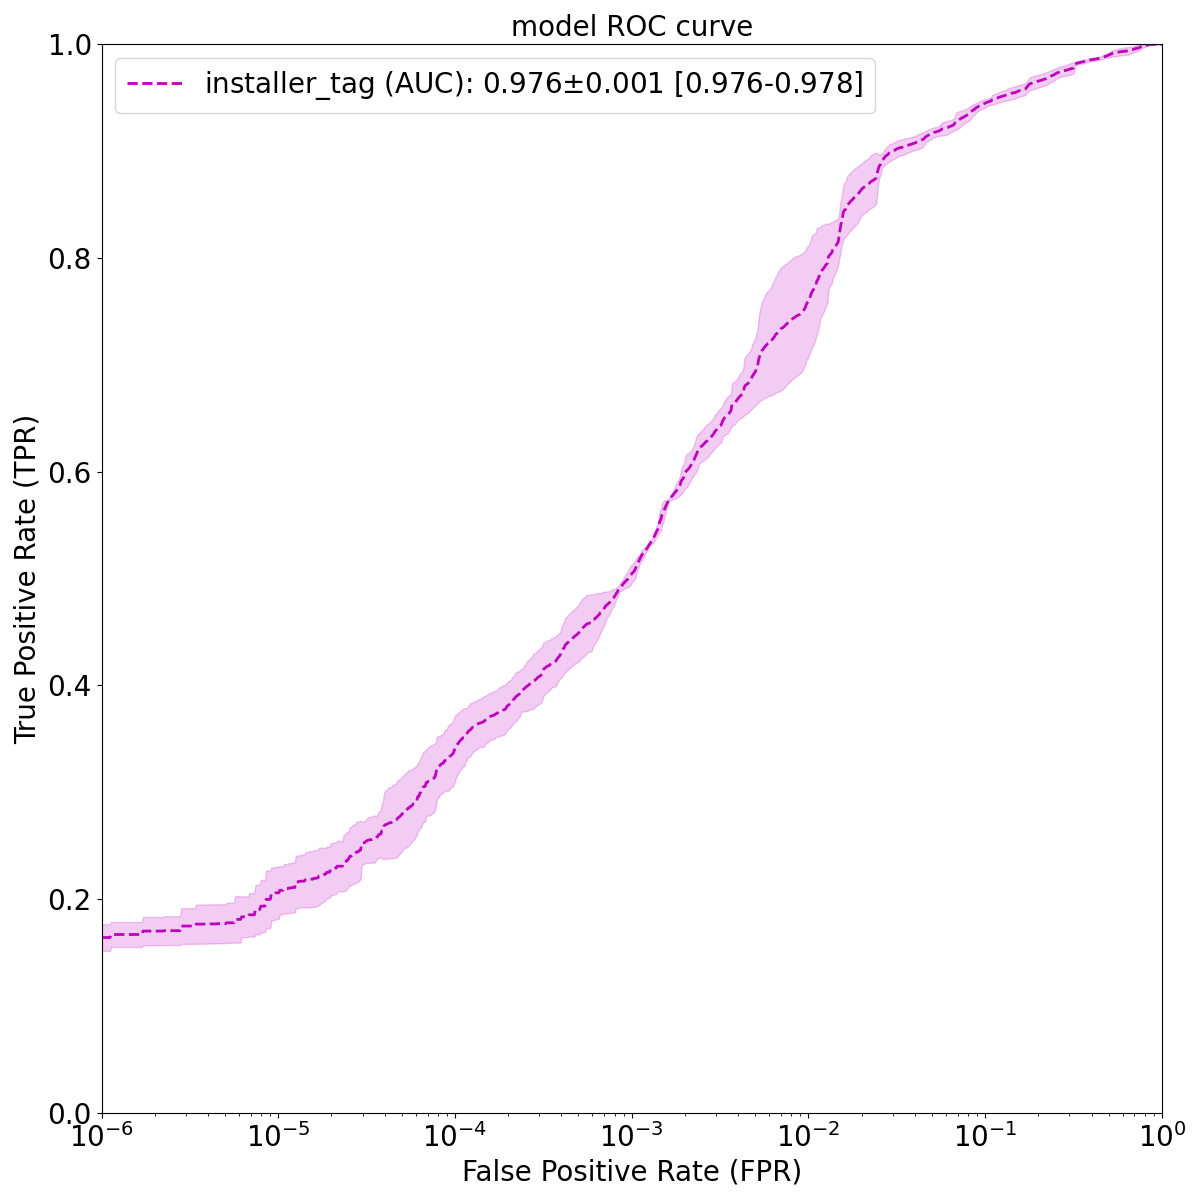 model ROC curve
installer_tag (AUC): 0.976±0.001 [0.976-0.978]
True Positive Rate (TPR)
1.0
0.8
0.6
0.4
0.2
0.0
10⁻⁶ 10⁻⁵ 10⁻⁴ 10⁻³ 10⁻² 10⁻¹ 10⁰
False Positive Rate (FPR)